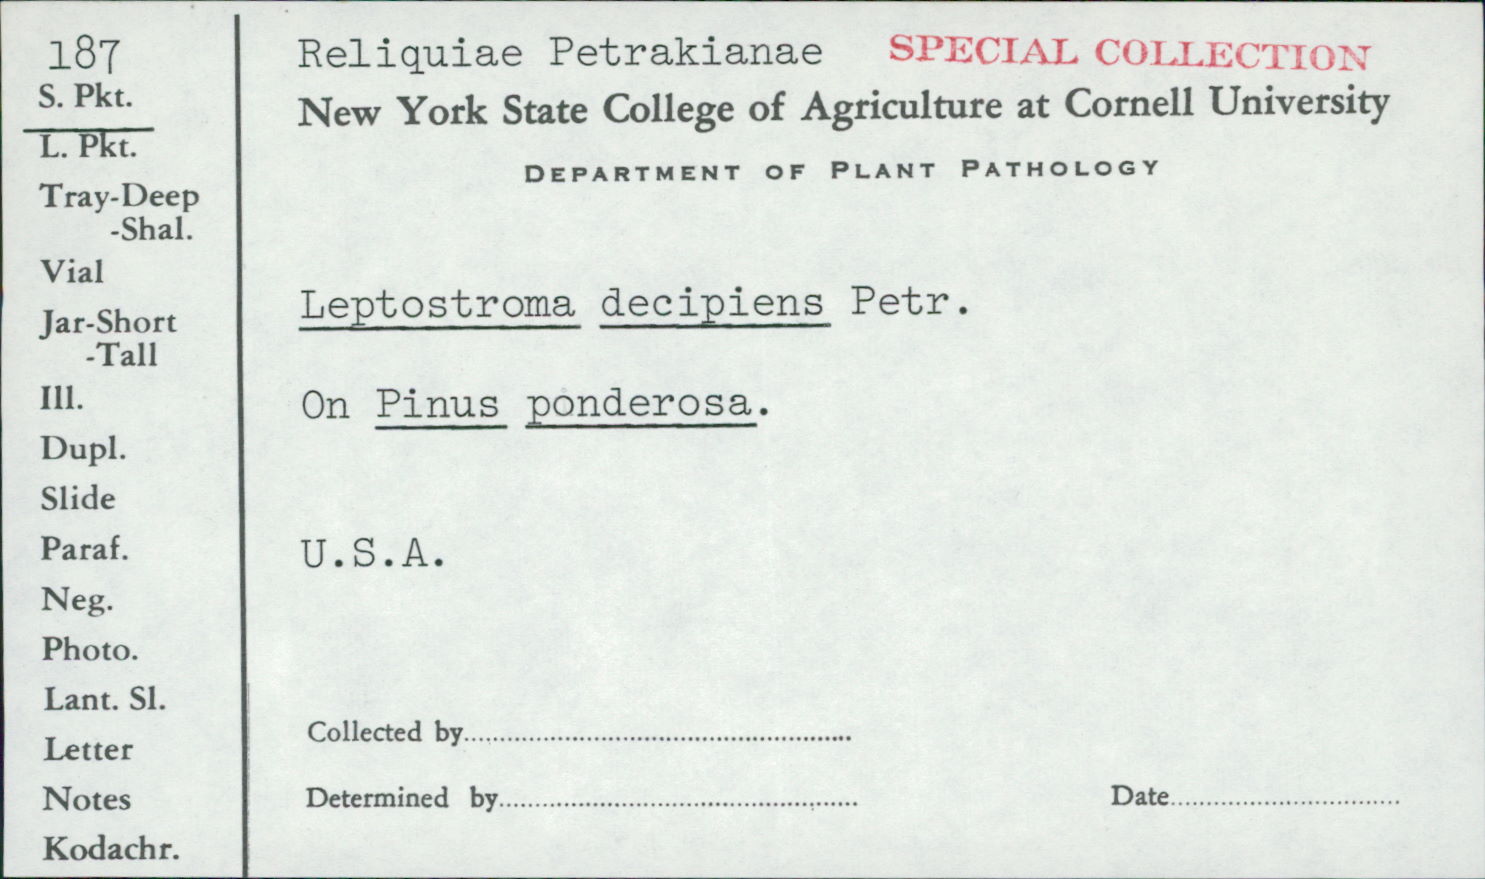 187
S. Pkt.
L. Pkt.
Tray-Deep
-Shal.
Vial
Jar-Short
-Tall
Ill.
Dupl.
Slide
Paraf.
Neg.
Photo.
Lant. Sl.
Letter
Notes
Kodachr.
Reliquiae Petrakianae SPECIAL COLLECTION
New York State College of Agriculture at Cornell University
DEPARTMENT OF PLANT PATHOLOGY
Leptostroma decipiens Petr.
On Pinus ponderosa.
U.S.A.
Collected by
Determined by Date